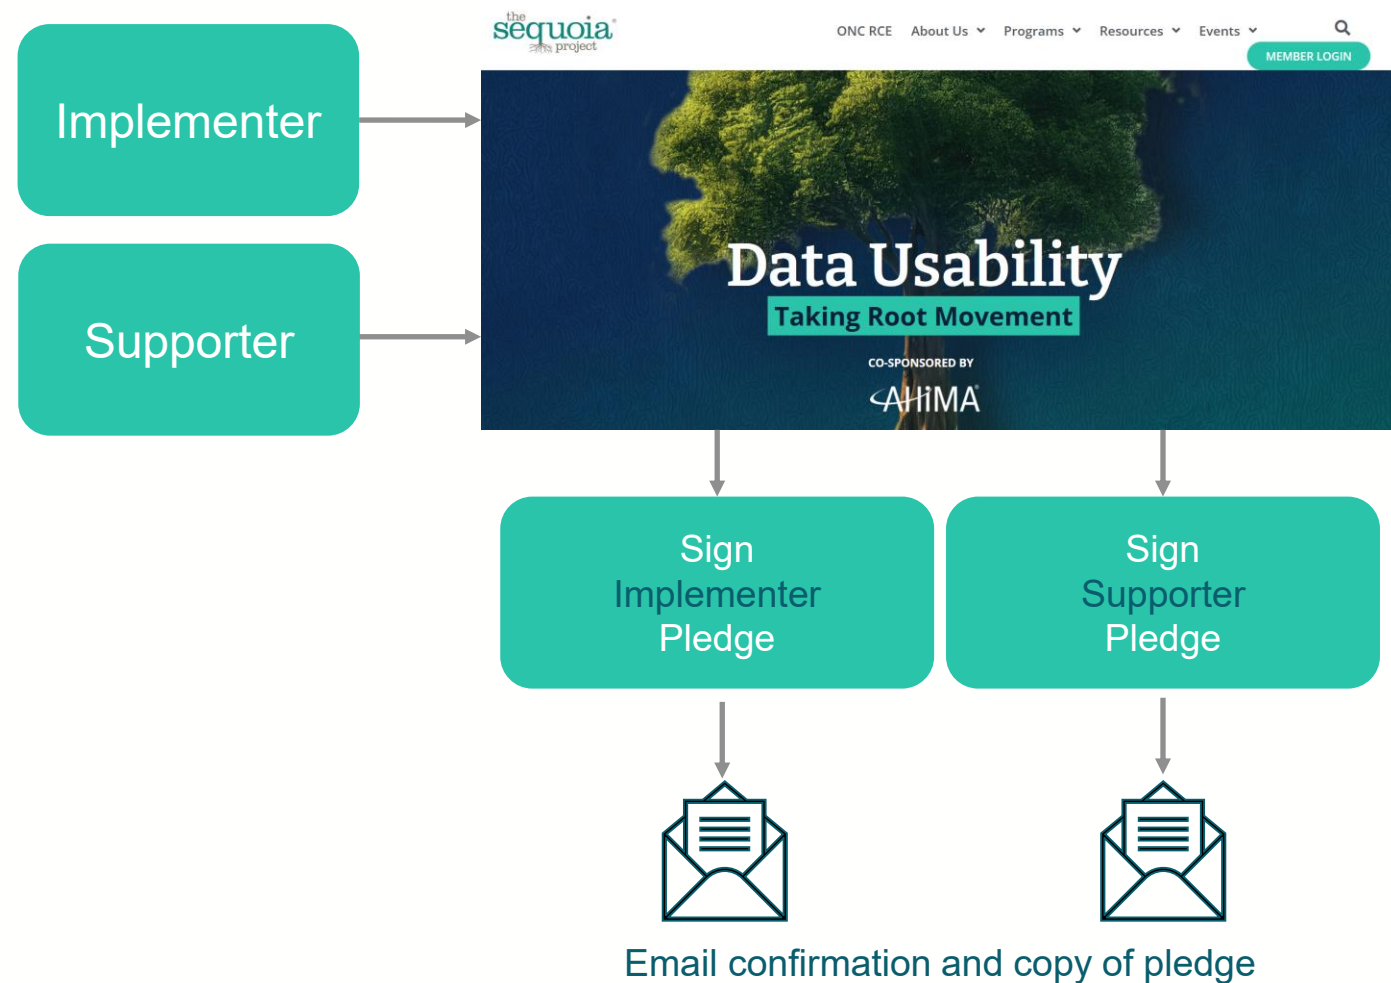 Implementer
Supporter
the
sequoia®
project
ONC RCE About Us Programs Resources Events
MEMBER LOGIN
Data Usability
Taking Root Movement
CO-SPONSORED BY
AHIMA®
Sign
Implementer
Pledge
Sign
Supporter
Pledge
Email confirmation and copy of pledge